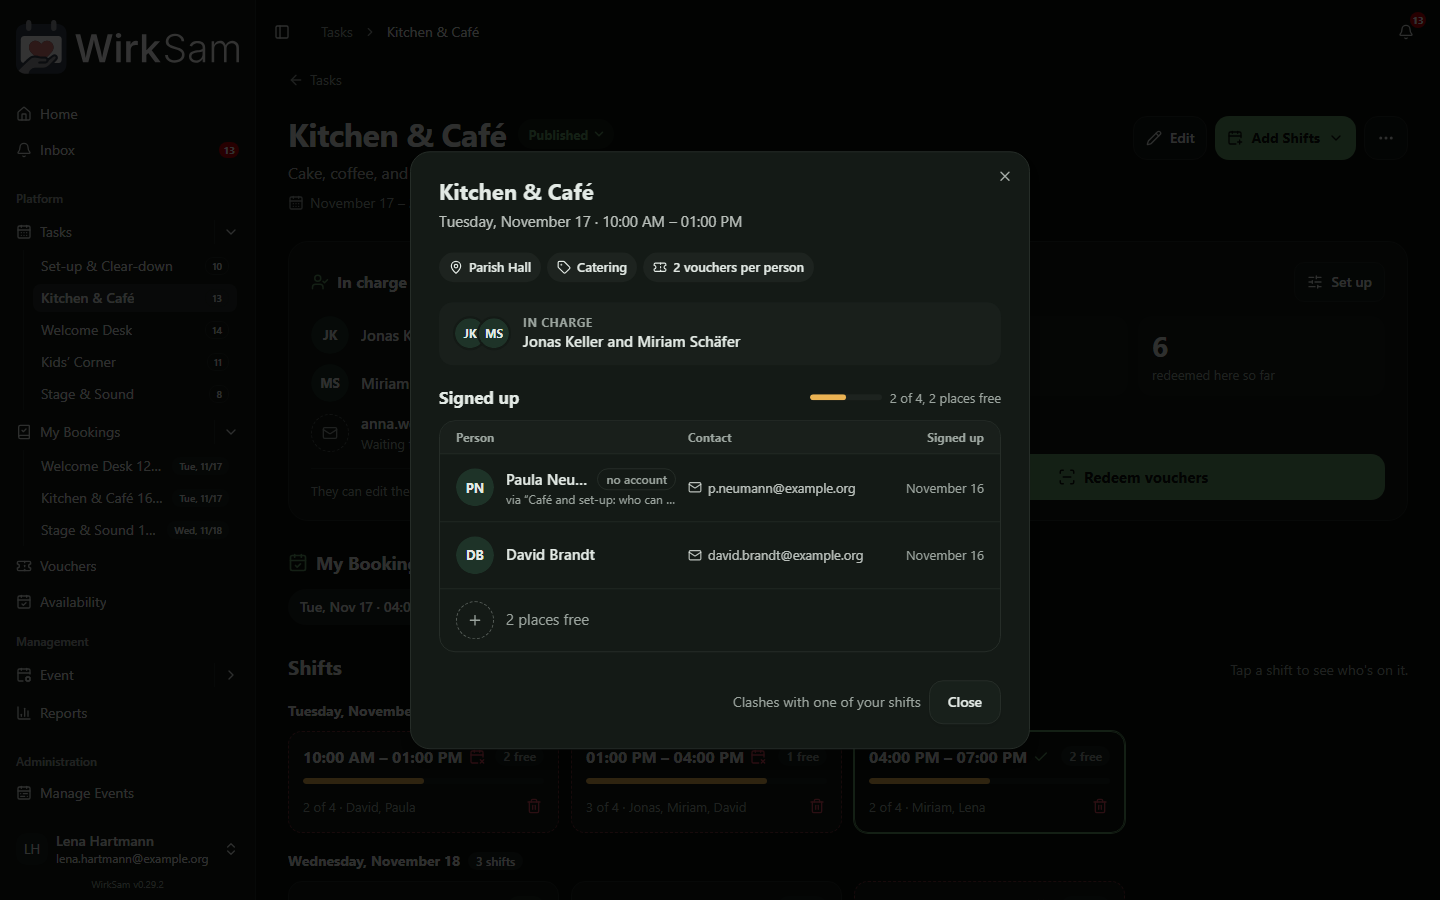 WirkSam
Home
Inbox
13
Platform
Tasks
Set-up & Clear-down
10
Kitchen & Café
13
Welcome Desk
14
Kids' Corner
11
Stage & Sound
8
My Bookings
Welcome Desk 12...
Tue, 11/17
Kitchen & Café 16...
Tue, 11/17
Stage & Sound 1...
Wed, 11/18
Vouchers
Availability
Management
Event
Reports
Administration
Manage Events
LH
Lena Hartmann
lena.hartmann@example.org
WirkSam v0.29.2
Tasks
Kitchen & Café
13
Tasks
Kitchen & Café
Published
Edit
Add Shifts
Cake, coffee, and
November 17 –
In charge
Set up
JK
Jonas K
MS
Miriam
anna.w
Waiting
They can edit the
6
redeemed here so far
Redeem vouchers
My Booking
Tue, Nov 17 · 04:0
Shifts
Tap a shift to see who's on it.
Tuesday, Novembe
10:00 AM – 01:00 PM
2 free
2 of 4 · David, Paula
01:00 PM – 04:00 PM
1 free
3 of 4 · Jonas, Miriam, David
04:00 PM – 07:00 PM
2 free
2 of 4 · Miriam, Lena
Wednesday, November 18
3 shifts
Kitchen & Café
Tuesday, November 17 · 10:00 AM – 01:00 PM
Parish Hall
Catering
2 vouchers per person
JK MS
IN CHARGE
Jonas Keller and Miriam Schäfer
Signed up
2 of 4, 2 places free
Person
Contact
Signed up
PN
Paula Neu...
no account
via “Café and set-up: who can ...
p.neumann@example.org
November 16
DB
David Brandt
david.brandt@example.org
November 16
2 places free
Clashes with one of your shifts
Close